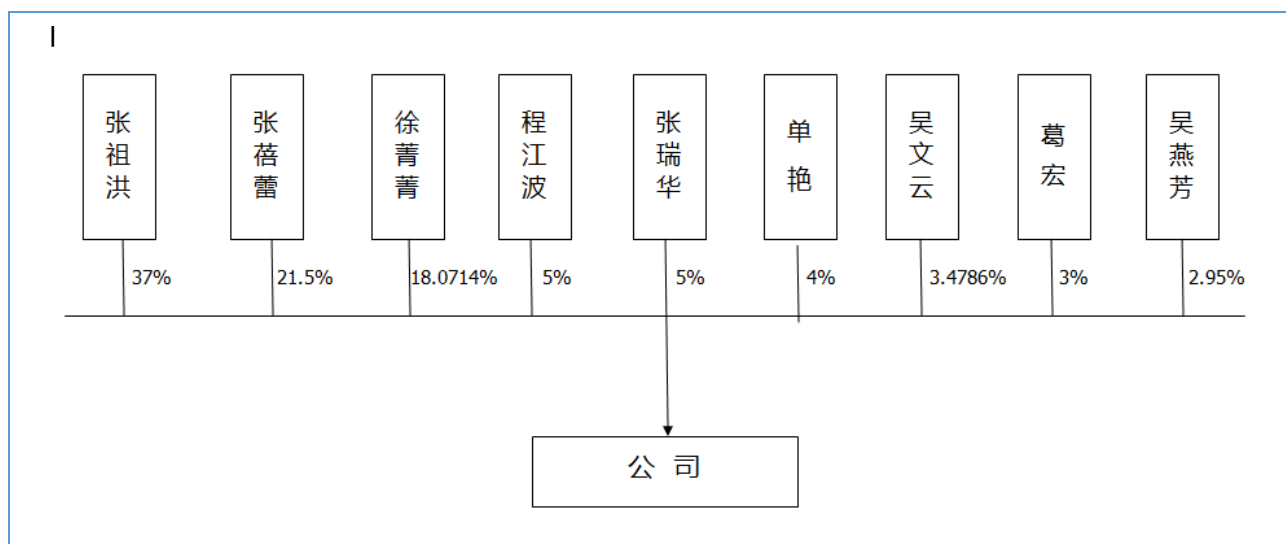 张祖洪
张蓓蕾
徐菁菁
程江波
张瑞华
单艳
吴文云
葛宏
吴燕芳
37%
21.5%
18.0714%
5%
5%
4%
3.4786%
3%
2.95%
公司